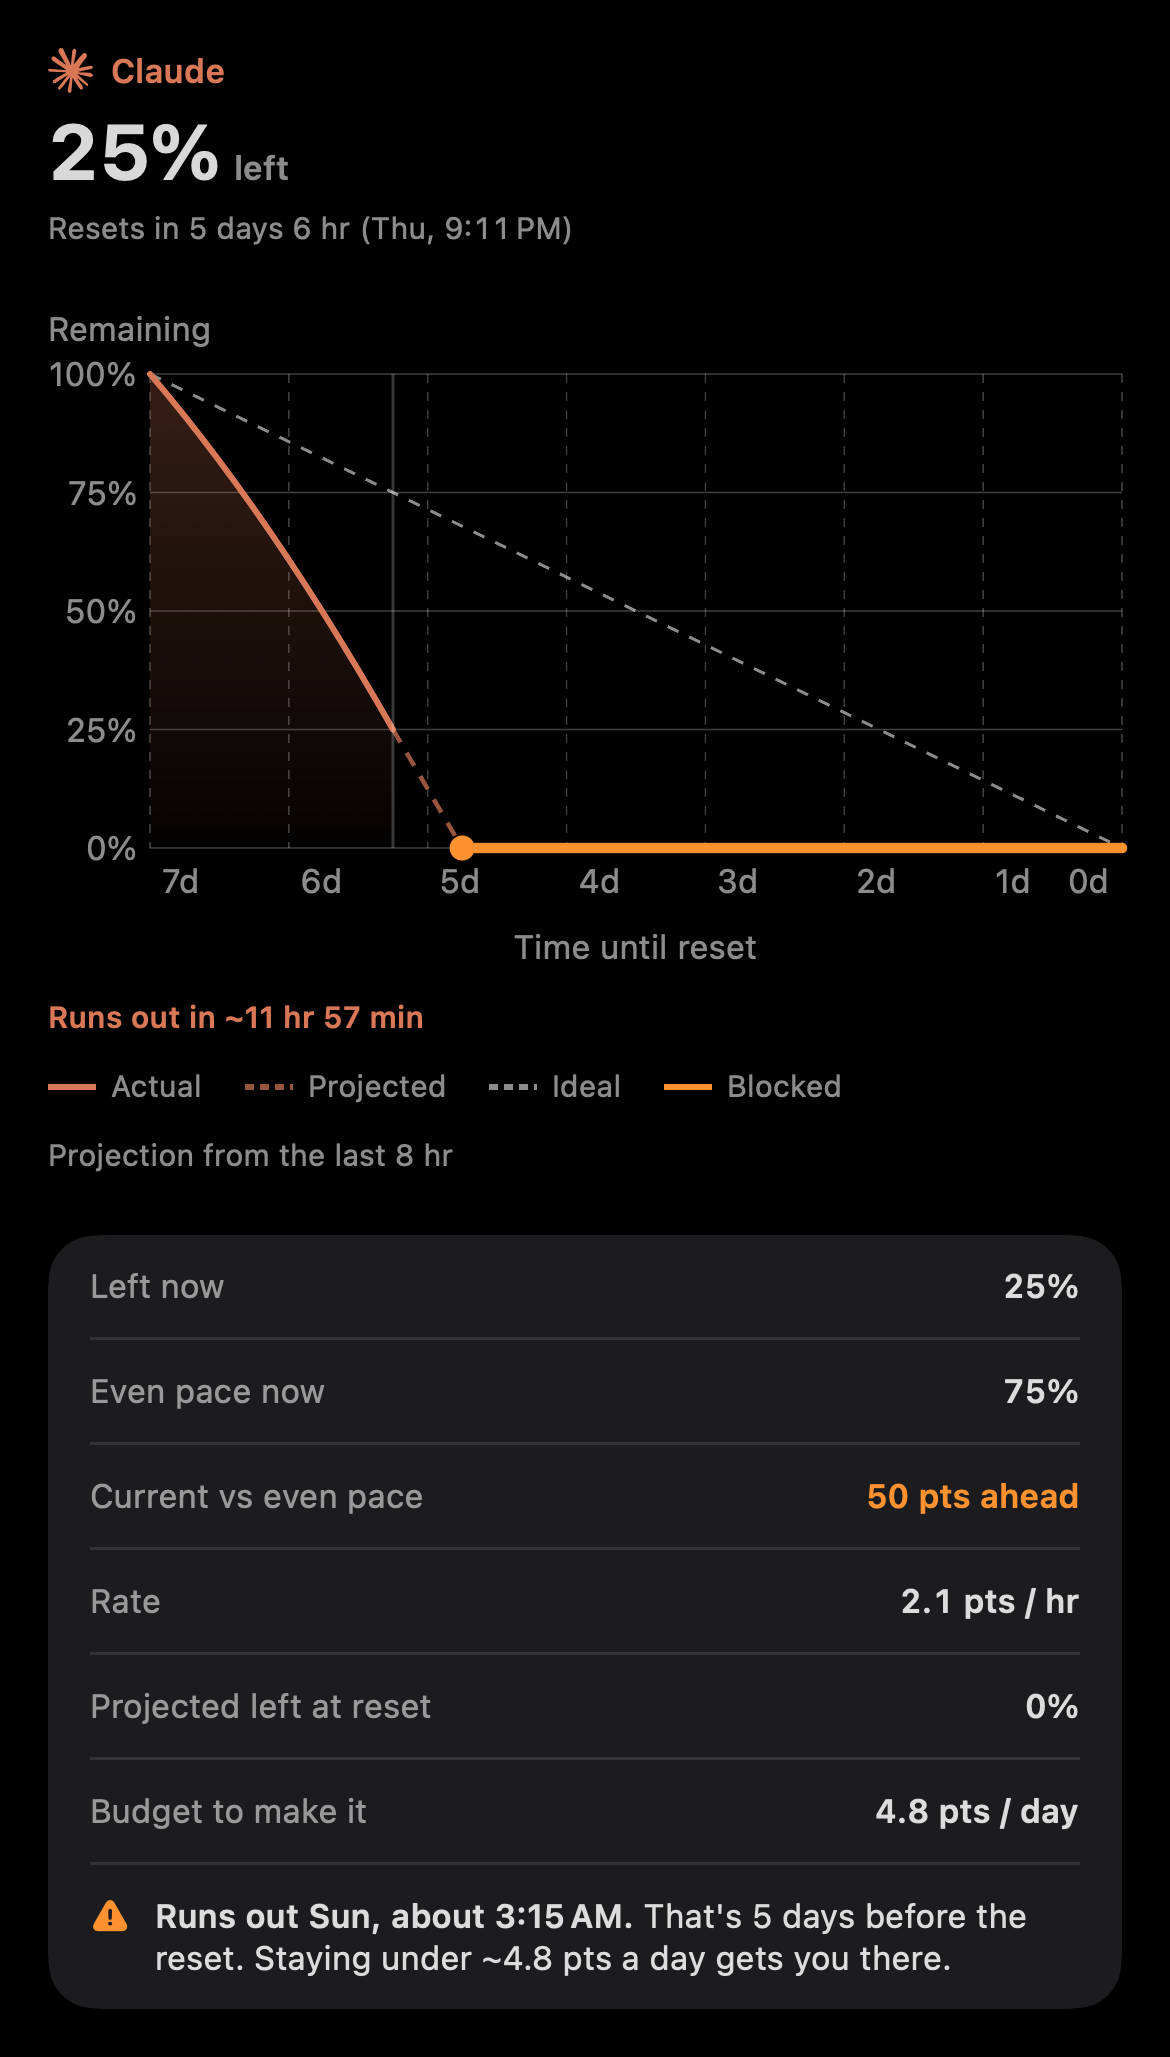 Claude
25% left
Resets in 5 days 6 hr (Thu, 9:11 PM)
Remaining
100%
75%
50%
25%
0%
7d 6d 5d 4d 3d 2d 1d 0d
Time until reset
Runs out in ~11 hr 57 min
Actual Projected Ideal Blocked
Projection from the last 8 hr
Left now 25%
Even pace now 75%
Current vs even pace 50 pts ahead
Rate 2.1 pts / hr
Projected left at reset 0%
Budget to make it 4.8 pts / day
Runs out Sun, about 3:15 AM. That's 5 days before the
reset. Staying under ~4.8 pts a day gets you there.